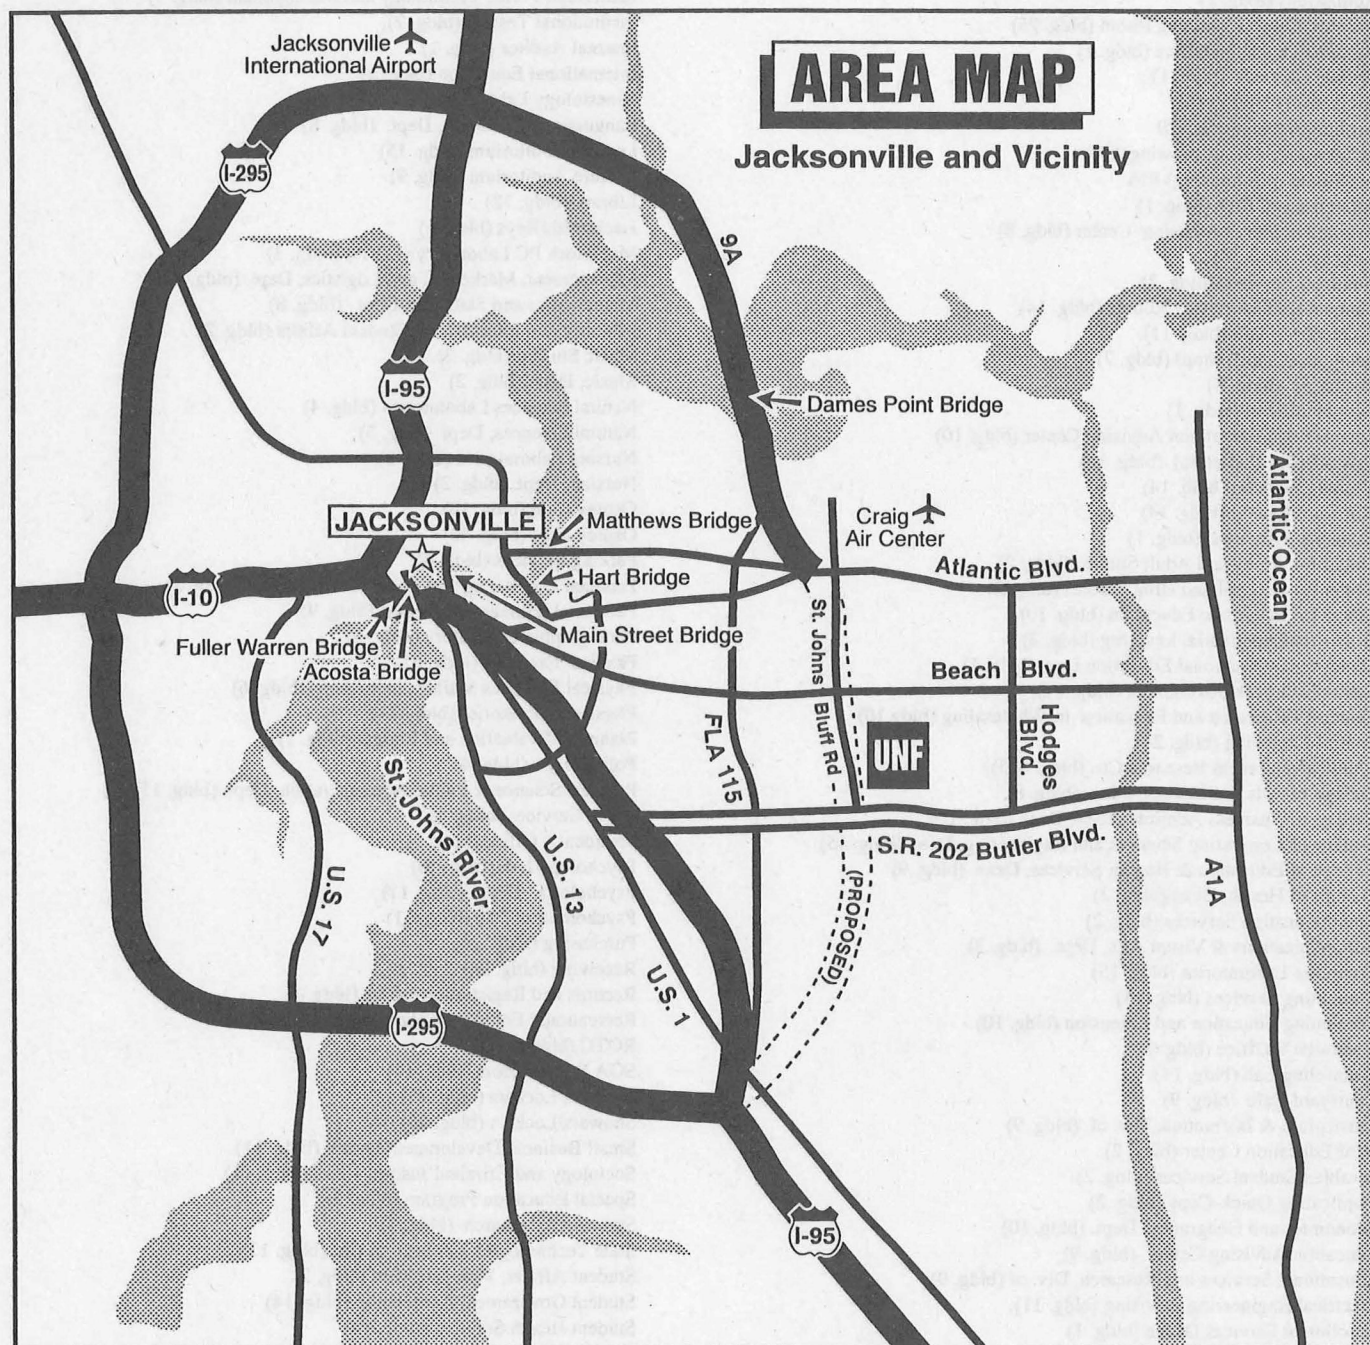 AREA MAP
Jacksonville and Vicinity
Jacksonville
International Airport
I-295
9A
I-95
Dames Point Bridge
JACKSONVILLE
Matthews Bridge
Craig
Air Center
Atlantic Ocean
Hart Bridge
Atlantic Blvd.
I-10
Fuller Warren Bridge
Main Street Bridge
Acosta Bridge
St. Johns Bluff Rd
Beach Blvd.
Hodges
Blvd.
FLA 115
UNF
St. Johns River
S.R. 202 Butler Blvd.
U.S. 17
U.S. 13
(PROPOSED)
A1A
U.S. 1
I-295
I-95